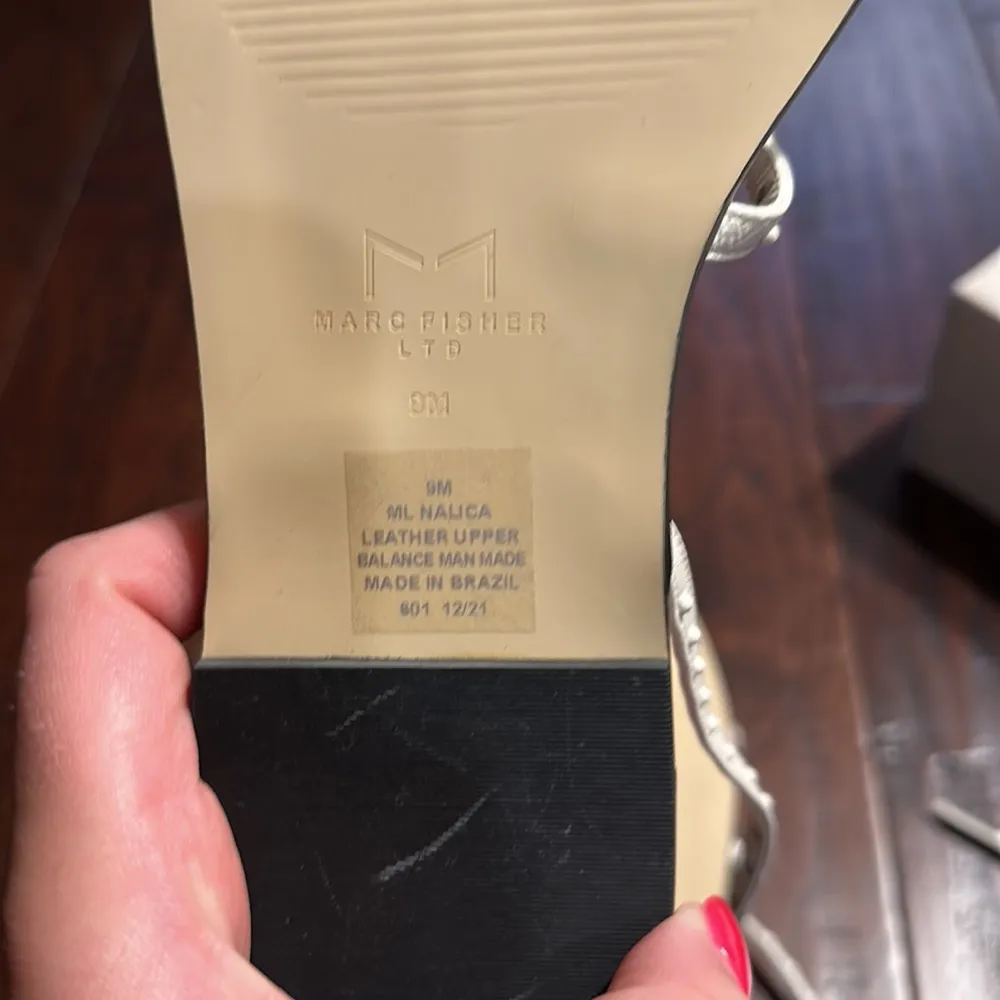 MARC FISHER
LTD
9M
9M
ML NALICA
LEATHER UPPER
BALANCE MAN MADE
MADE IN BRAZIL
601 12/21